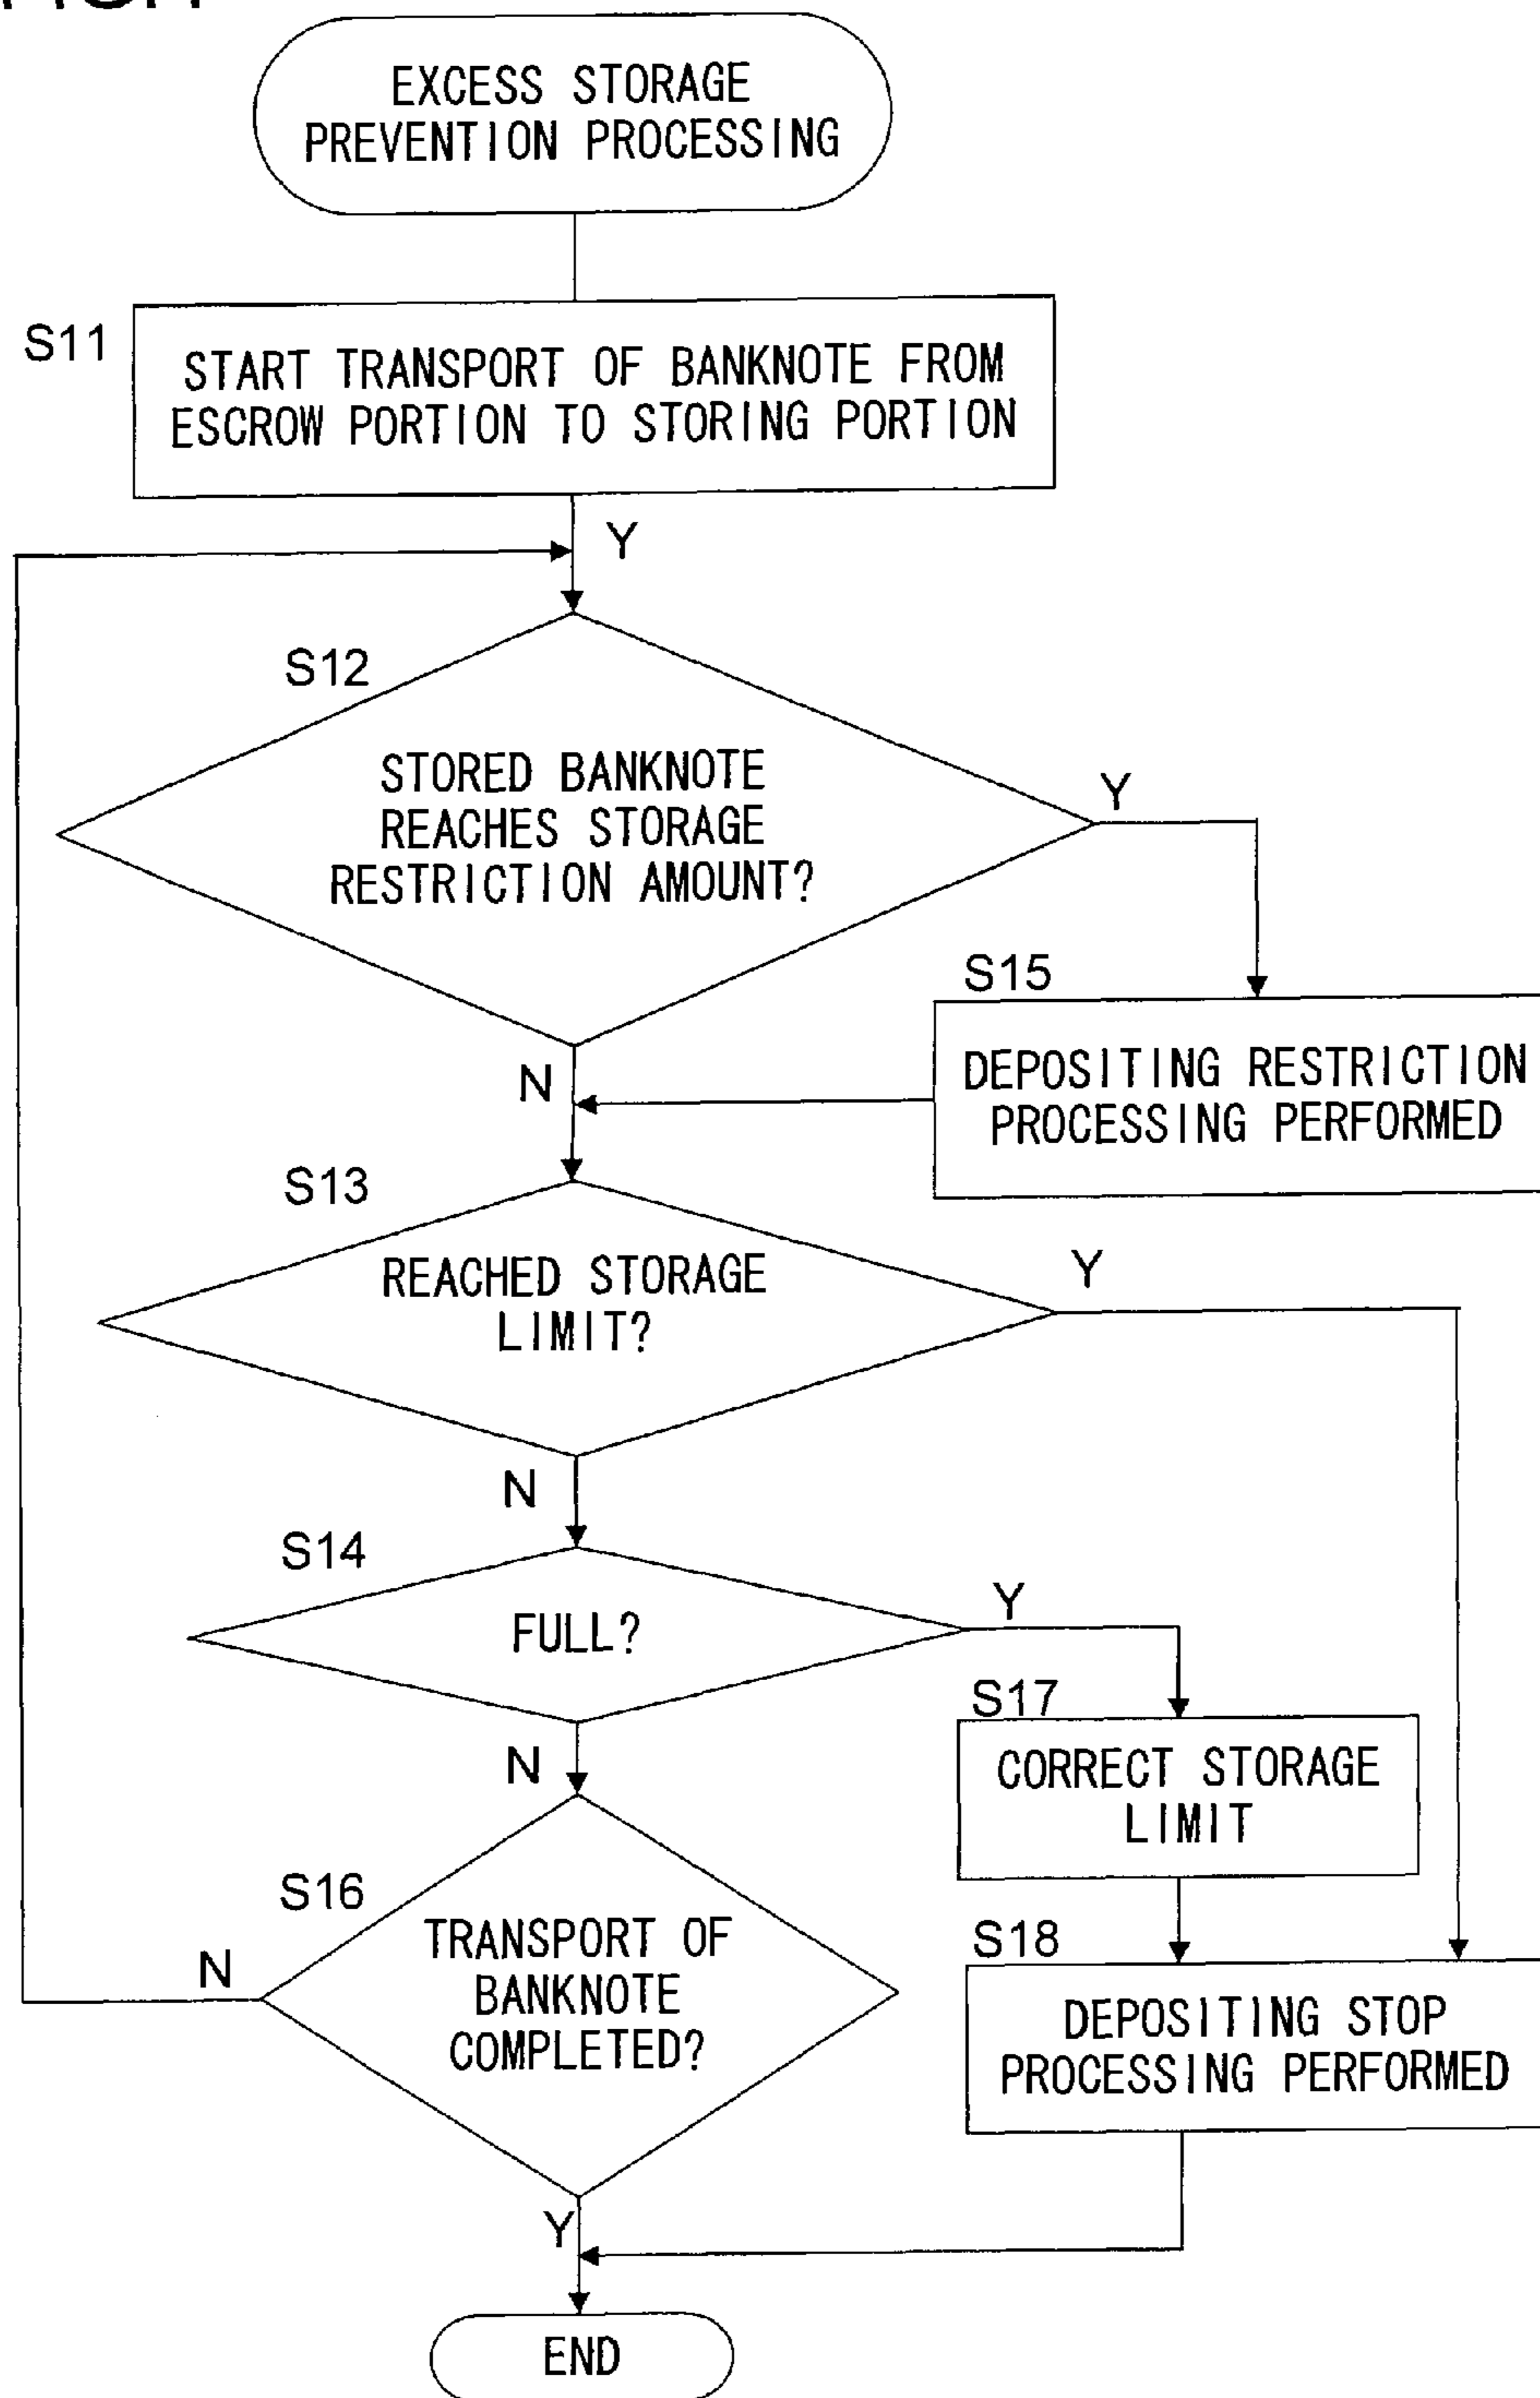 EXCESS STORAGE
PREVENTION PROCESSING
S11
START TRANSPORT OF BANKNOTE FROM
ESCROW PORTION TO STORING PORTION
Y
S12
STORED BANKNOTE
REACHES STORAGE
RESTRICTION AMOUNT?
Y
S15
DEPOSITING RESTRICTION
PROCESSING PERFORMED
N
S13
REACHED STORAGE
LIMIT?
Y
N
S14
FULL?
Y
S17
CORRECT STORAGE
LIMIT
N
S16
TRANSPORT OF
BANKNOTE
COMPLETED?
N
S18
DEPOSITING STOP
PROCESSING PERFORMED
Y
END